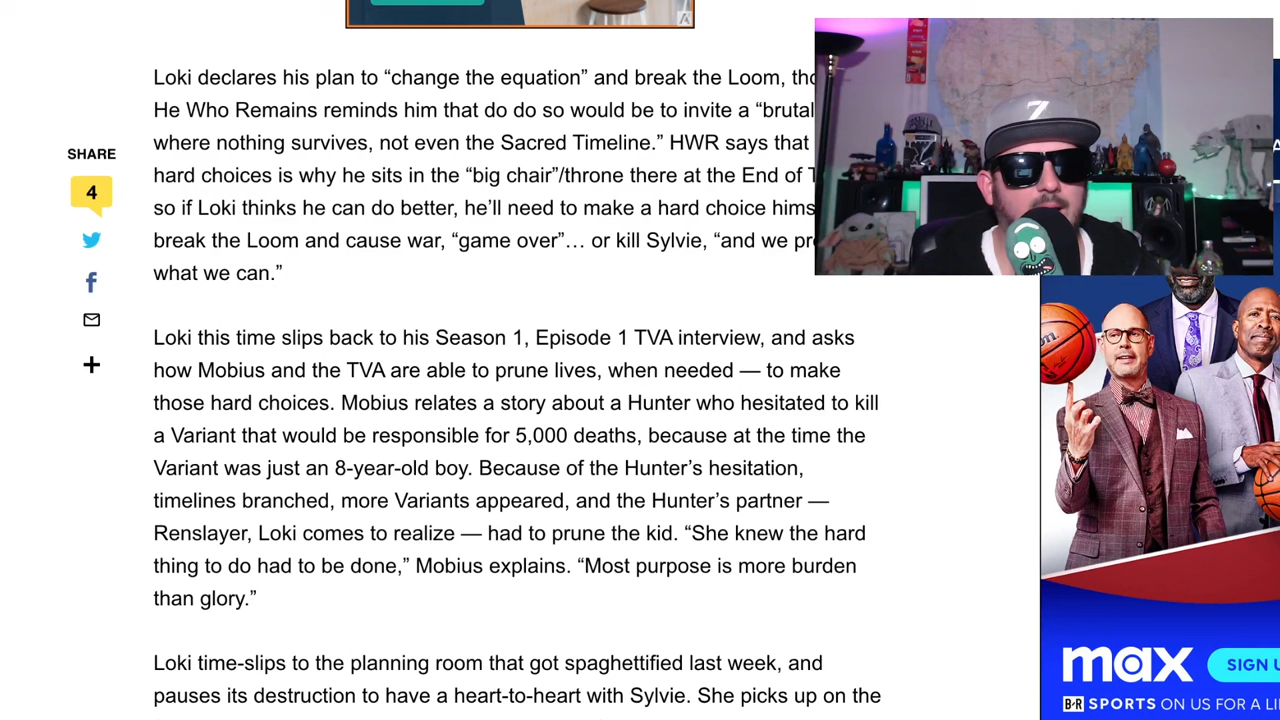 Loki declares his plan to “change the equation” and break the Loom,
He Who Remains reminds him that do do so would be to invite a “brutal
where nothing survives, not even the Sacred Timeline.” HWR says that
hard choices is why he sits in the “big chair”/throne there at the End of
so if Loki thinks he can do better, he’ll need to make a hard choice
break the Loom and cause war, “game over”… or kill Sylvie, “and we
what we can.”
SHARE
4
Loki this time slips back to his Season 1, Episode 1 TVA interview, and asks
how Mobius and the TVA are able to prune lives, when needed — to make
those hard choices. Mobius relates a story about a Hunter who hesitated to kill
a Variant that would be responsible for 5,000 deaths, because at the time the
Variant was just an 8-year-old boy. Because of the Hunter’s hesitation,
timelines branched, more Variants appeared, and the Hunter’s partner —
Renslayer, Loki comes to realize — had to prune the kid. “She knew the hard
thing to do had to be done,” Mobius explains. “Most purpose is more burden
than glory.”
Loki time-slips to the planning room that got spaghettified last week, and
pauses its destruction to have a heart-to-heart with Sylvie. She picks up on the
max
SIGN
B/R SPORTS ON US FOR A